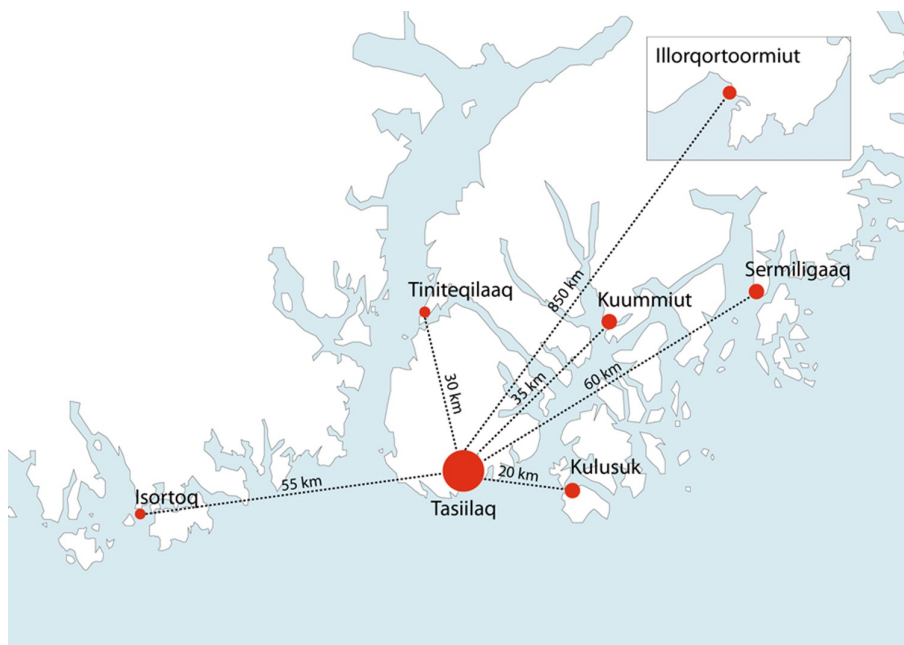 Illorqortoormiut
850 km
Sermiligaaq
Tiniteqilaaq
Kuummiut
30 km
35 km
60 km
Kulusuk
20 km
55 km
Isortoq
Tasiilaq